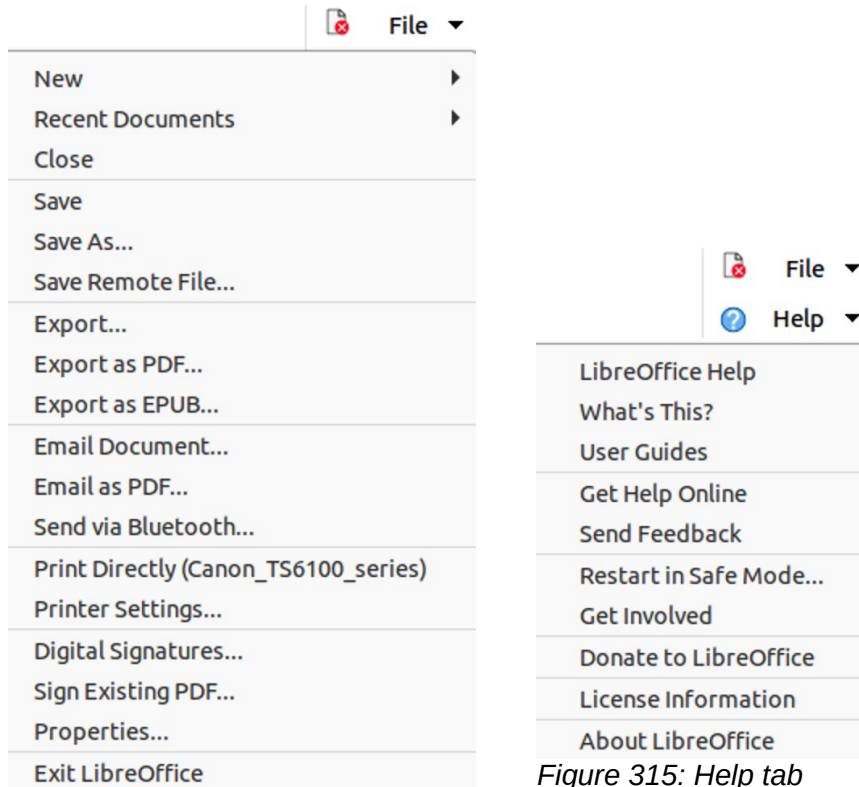 File
New
Recent Documents
Close
Save
Save As...
Save Remote File...
Export...
Export as PDF...
Export as EPUB...
Email Document...
Email as PDF...
Send via Bluetooth...
Print Directly (Canon_TS6100_series)
Printer Settings...
Digital Signatures...
Sign Existing PDF...
Properties...
Exit LibreOffice
File
Help
LibreOffice Help
What's This?
User Guides
Get Help Online
Send Feedback
Restart in Safe Mode...
Get Involved
Donate to LibreOffice
License Information
About LibreOffice
Figure 315: Help tab